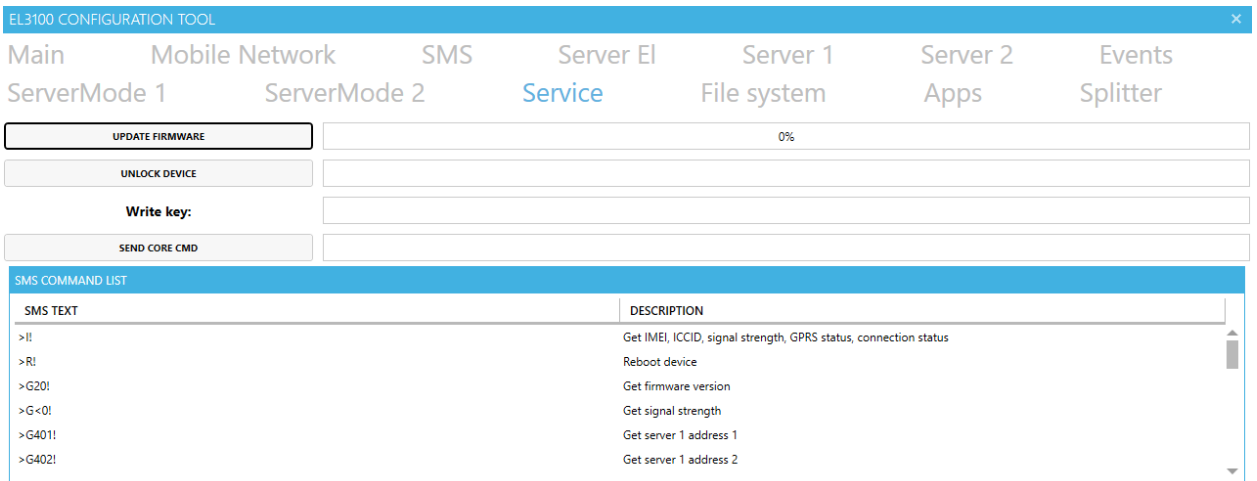 EL3100 CONFIGURATION TOOL ×
Main Mobile Network SMS Server El Server 1 Server 2 Events
ServerMode 1 ServerMode 2 Service File system Apps Splitter
UPDATE FIRMWARE 0%
UNLOCK DEVICE
Write key:
SEND CORE CMD
SMS COMMAND LIST
SMS TEXT DESCRIPTION
>I! Get IMEI, ICCID, signal strength, GPRS status, connection status
>R! Reboot device
>G20! Get firmware version
>G<0! Get signal strength
>G401! Get server 1 address 1
>G402! Get server 1 address 2